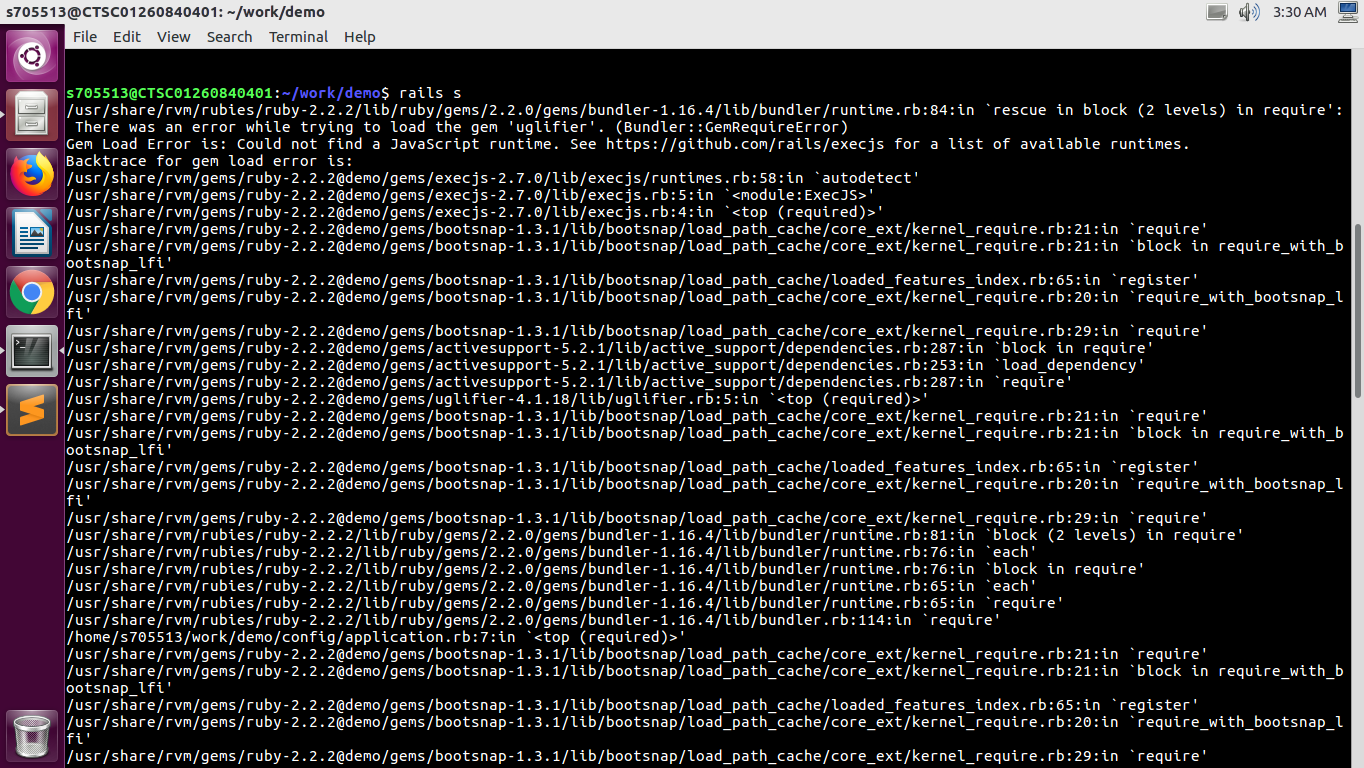 s705513@CTSC01260840401: ~/work/demo
3:30 AM
File Edit View Search Terminal Help
s705513@CTSC01260840401:~/work/demo$ rails s
/usr/share/rvm/rubies/ruby-2.2.2/lib/ruby/gems/2.2.0/gems/bundler-1.16.4/lib/bundler/runtime.rb:84:in `rescue in block (2 levels) in require':
 There was an error while trying to load the gem 'uglifier'. (Bundler::GemRequireError)
Gem Load Error is: Could not find a JavaScript runtime. See https://github.com/rails/execjs for a list of available runtimes.
Backtrace for gem load error is:
/usr/share/rvm/gems/ruby-2.2.2@demo/gems/execjs-2.7.0/lib/execjs/runtimes.rb:58:in `autodetect'
/usr/share/rvm/gems/ruby-2.2.2@demo/gems/execjs-2.7.0/lib/execjs.rb:5:in `<module:ExecJS>'
/usr/share/rvm/gems/ruby-2.2.2@demo/gems/execjs-2.7.0/lib/execjs.rb:4:in `<top (required)>'
/usr/share/rvm/gems/ruby-2.2.2@demo/gems/bootsnap-1.3.1/lib/bootsnap/load_path_cache/core_ext/kernel_require.rb:21:in `require'
/usr/share/rvm/gems/ruby-2.2.2@demo/gems/bootsnap-1.3.1/lib/bootsnap/load_path_cache/core_ext/kernel_require.rb:21:in `block in require_with_b
ootsnap_lfi'
/usr/share/rvm/gems/ruby-2.2.2@demo/gems/bootsnap-1.3.1/lib/bootsnap/load_path_cache/loaded_features_index.rb:65:in `register'
/usr/share/rvm/gems/ruby-2.2.2@demo/gems/bootsnap-1.3.1/lib/bootsnap/load_path_cache/core_ext/kernel_require.rb:20:in `require_with_bootsnap_l
fi'
/usr/share/rvm/gems/ruby-2.2.2@demo/gems/bootsnap-1.3.1/lib/bootsnap/load_path_cache/core_ext/kernel_require.rb:29:in `require'
/usr/share/rvm/gems/ruby-2.2.2@demo/gems/activesupport-5.2.1/lib/active_support/dependencies.rb:287:in `block in require'
/usr/share/rvm/gems/ruby-2.2.2@demo/gems/activesupport-5.2.1/lib/active_support/dependencies.rb:253:in `load_dependency'
/usr/share/rvm/gems/ruby-2.2.2@demo/gems/activesupport-5.2.1/lib/active_support/dependencies.rb:287:in `require'
/usr/share/rvm/gems/ruby-2.2.2@demo/gems/uglifier-4.1.18/lib/uglifier.rb:5:in `<top (required)>'
/usr/share/rvm/gems/ruby-2.2.2@demo/gems/bootsnap-1.3.1/lib/bootsnap/load_path_cache/core_ext/kernel_require.rb:21:in `require'
/usr/share/rvm/gems/ruby-2.2.2@demo/gems/bootsnap-1.3.1/lib/bootsnap/load_path_cache/core_ext/kernel_require.rb:21:in `block in require_with_b
ootsnap_lfi'
/usr/share/rvm/gems/ruby-2.2.2@demo/gems/bootsnap-1.3.1/lib/bootsnap/load_path_cache/loaded_features_index.rb:65:in `register'
/usr/share/rvm/gems/ruby-2.2.2@demo/gems/bootsnap-1.3.1/lib/bootsnap/load_path_cache/core_ext/kernel_require.rb:20:in `require_with_bootsnap_l
fi'
/usr/share/rvm/gems/ruby-2.2.2@demo/gems/bootsnap-1.3.1/lib/bootsnap/load_path_cache/core_ext/kernel_require.rb:29:in `require'
/usr/share/rvm/rubies/ruby-2.2.2/lib/ruby/gems/2.2.0/gems/bundler-1.16.4/lib/bundler/runtime.rb:81:in `block (2 levels) in require'
/usr/share/rvm/rubies/ruby-2.2.2/lib/ruby/gems/2.2.0/gems/bundler-1.16.4/lib/bundler/runtime.rb:76:in `each'
/usr/share/rvm/rubies/ruby-2.2.2/lib/ruby/gems/2.2.0/gems/bundler-1.16.4/lib/bundler/runtime.rb:76:in `block in require'
/usr/share/rvm/rubies/ruby-2.2.2/lib/ruby/gems/2.2.0/gems/bundler-1.16.4/lib/bundler/runtime.rb:65:in `each'
/usr/share/rvm/rubies/ruby-2.2.2/lib/ruby/gems/2.2.0/gems/bundler-1.16.4/lib/bundler/runtime.rb:65:in `require'
/usr/share/rvm/rubies/ruby-2.2.2/lib/ruby/gems/2.2.0/gems/bundler-1.16.4/lib/bundler.rb:114:in `require'
/home/s705513/work/demo/config/application.rb:7:in `<top (required)>'
/usr/share/rvm/gems/ruby-2.2.2@demo/gems/bootsnap-1.3.1/lib/bootsnap/load_path_cache/core_ext/kernel_require.rb:21:in `require'
/usr/share/rvm/gems/ruby-2.2.2@demo/gems/bootsnap-1.3.1/lib/bootsnap/load_path_cache/core_ext/kernel_require.rb:21:in `block in require_with_b
ootsnap_lfi'
/usr/share/rvm/gems/ruby-2.2.2@demo/gems/bootsnap-1.3.1/lib/bootsnap/load_path_cache/loaded_features_index.rb:65:in `register'
/usr/share/rvm/gems/ruby-2.2.2@demo/gems/bootsnap-1.3.1/lib/bootsnap/load_path_cache/core_ext/kernel_require.rb:20:in `require_with_bootsnap_l
fi'
/usr/share/rvm/gems/ruby-2.2.2@demo/gems/bootsnap-1.3.1/lib/bootsnap/load_path_cache/core_ext/kernel_require.rb:29:in `require'